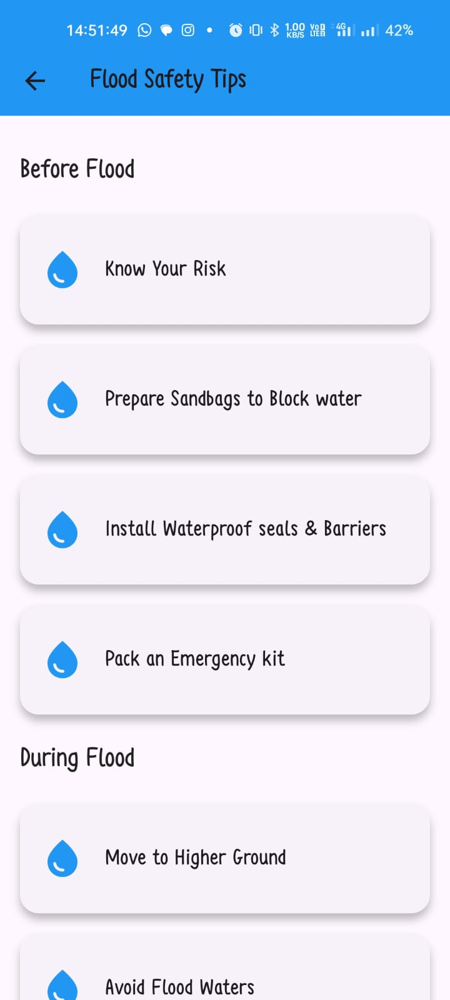 14:51:49 1.00 KB/S VoD LTE2 4G 42%
Flood Safety Tips
Before Flood
Know Your Risk
Prepare Sandbags to Block water
Install Waterproof seals & Barriers
Pack an Emergency kit
During Flood
Move to Higher Ground
Avoid Flood Waters